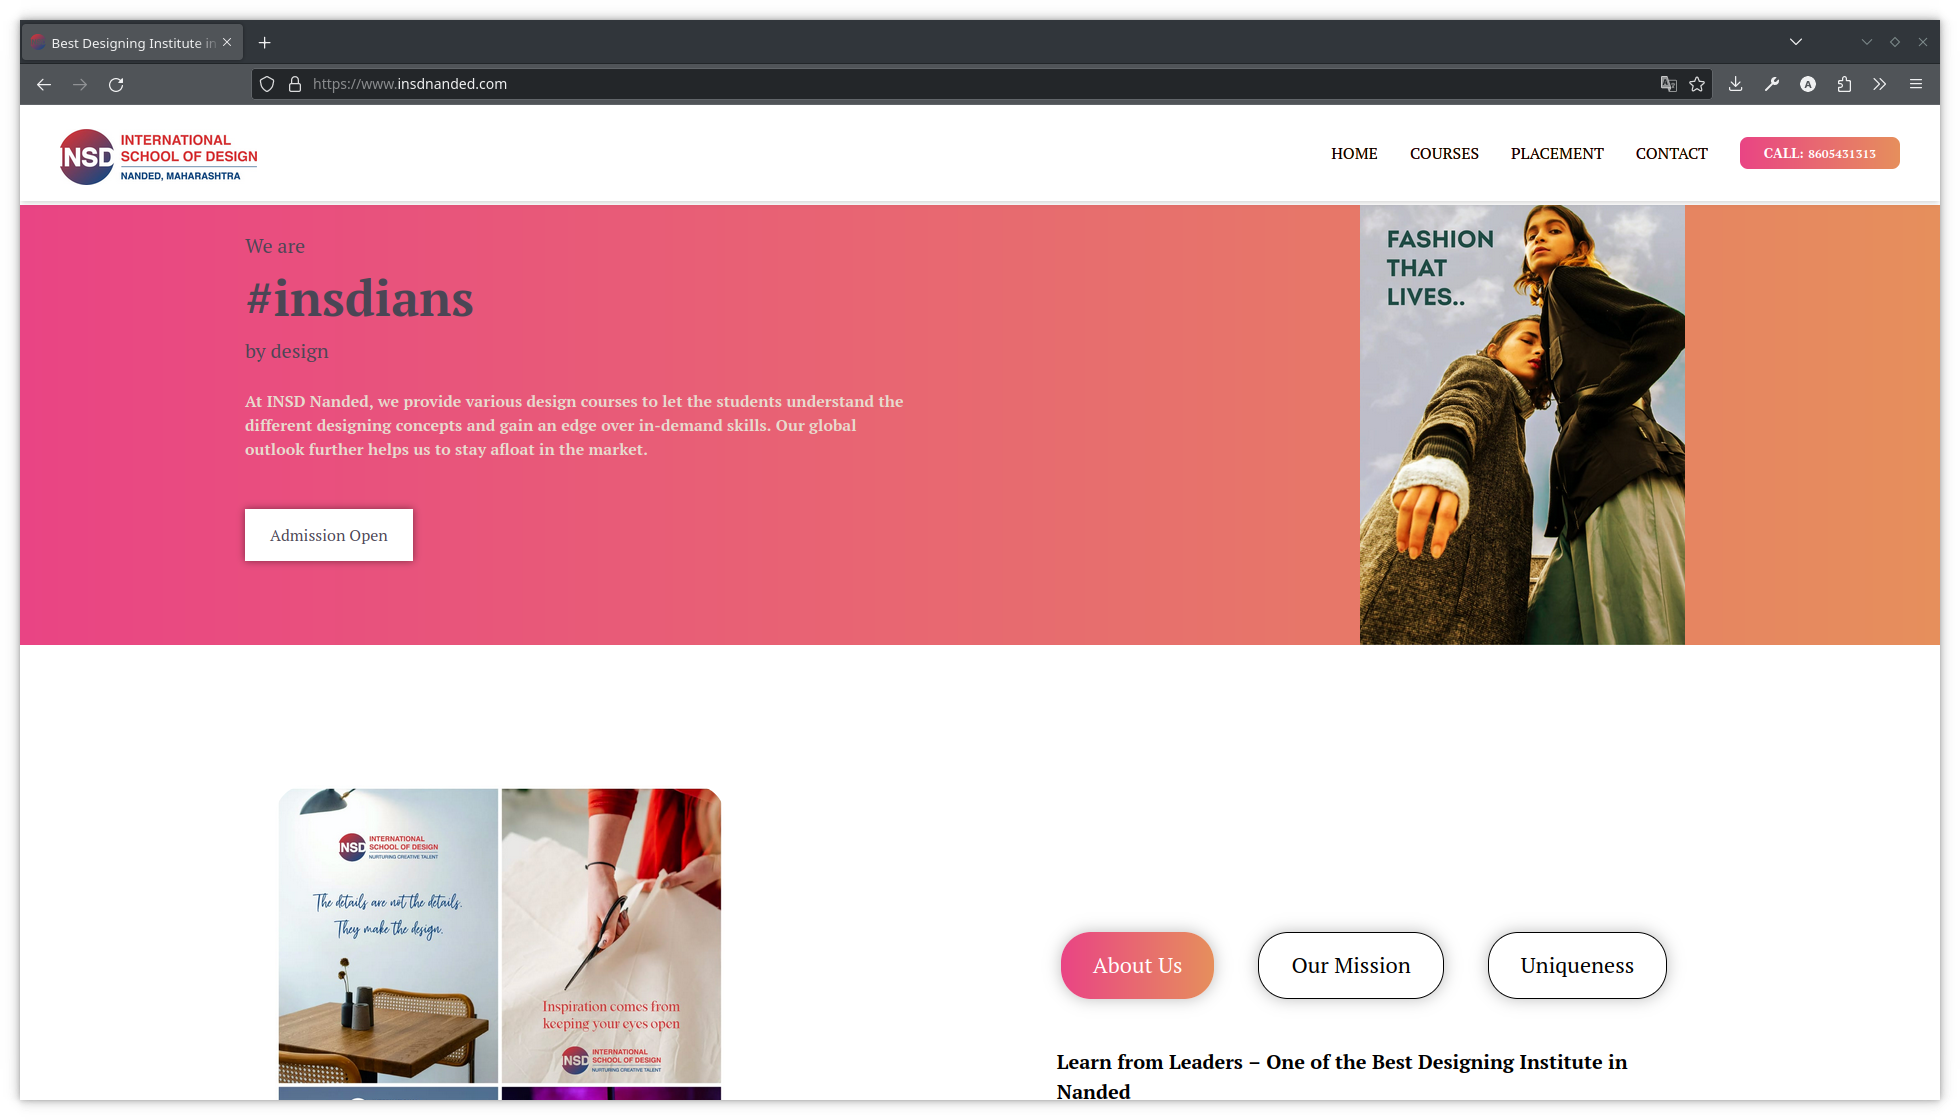 Best Designing Institute in
https://www.insdnanded.com
INSD
INTERNATIONAL
SCHOOL OF DESIGN
NANDED, MAHARASHTRA
HOME COURSES PLACEMENT CONTACT CALL: 8605431313
We are
#insdians
by design
At INSD Nanded, we provide various design courses to let the students understand the
different designing concepts and gain an edge over in-demand skills. Our global
outlook further helps us to stay afloat in the market.
Admission Open
FASHION
THAT
LIVES..
INSD
INTERNATIONAL
SCHOOL OF DESIGN
NURTURING CREATIVE TALENT
The details are not the details.
They make the design.
Inspiration comes from
keeping your eyes open
INSD
INTERNATIONAL
SCHOOL OF DESIGN
NURTURING CREATIVE TALENT
About Us Our Mission Uniqueness
Learn from Leaders – One of the Best Designing Institute in
Nanded